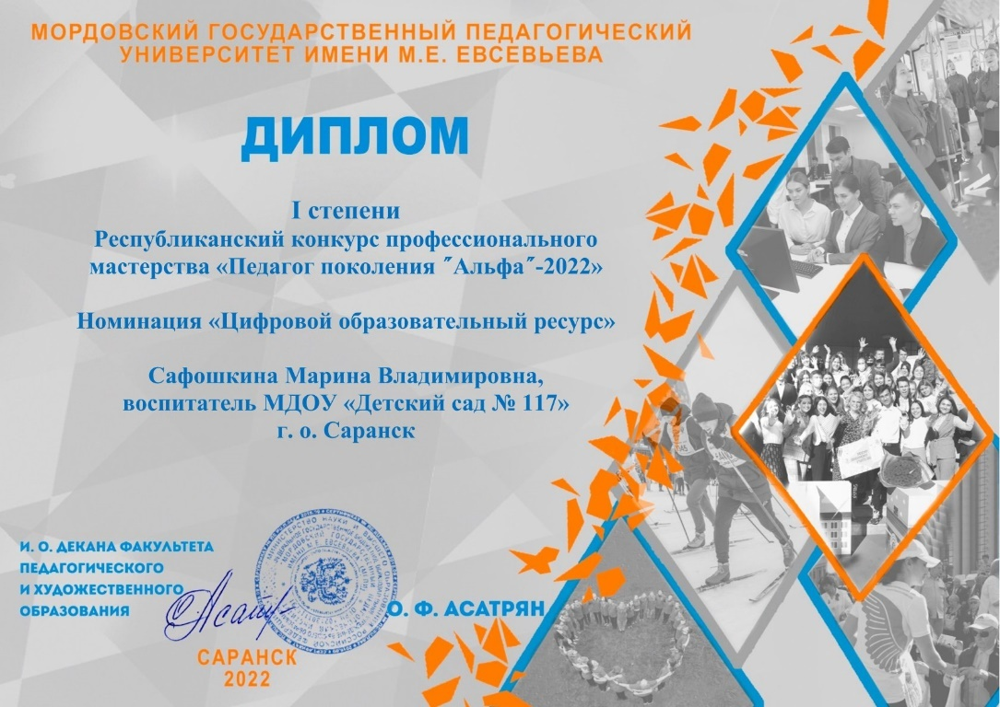 МОРДОВСКИЙ ГОСУДАРСТВЕННЫЙ ПЕДАГОГИЧЕСКИЙ
УНИВЕРСИТЕТ ИМЕНИ М.Е. ЕВСЕВЬЕВА
ДИПЛОМ
I степени
Республиканский конкурс профессионального
мастерства «Педагог поколения ˝Альфа˝-2022»
Номинация «Цифровой образовательный ресурс»
Сафошкина Марина Владимировна,
воспитатель МДОУ «Детский сад № 117»
г. о. Саранск
И. О. ДЕКАНА ФАКУЛЬТЕТА
ПЕДАГОГИЧЕСКОГО
И ХУДОЖЕСТВЕННОГО
ОБРАЗОВАНИЯ
О. Ф. АСАТРЯН
САРАНСК
2022